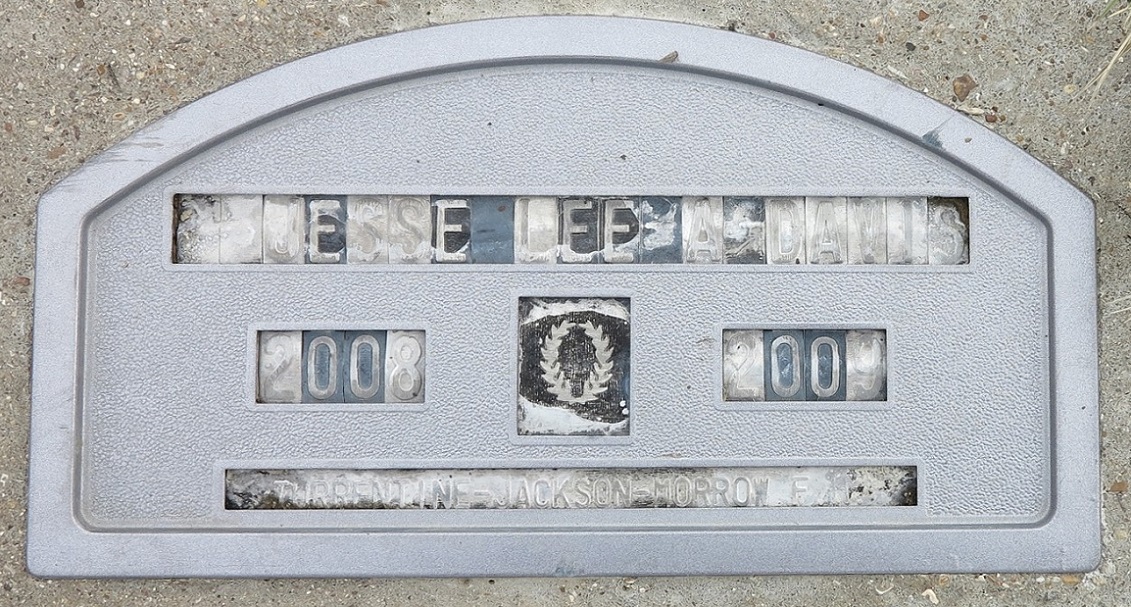 JESSE LEE A DAVIS
2008 2009
TURRENTINE-JACKSON-MORROW F.H.